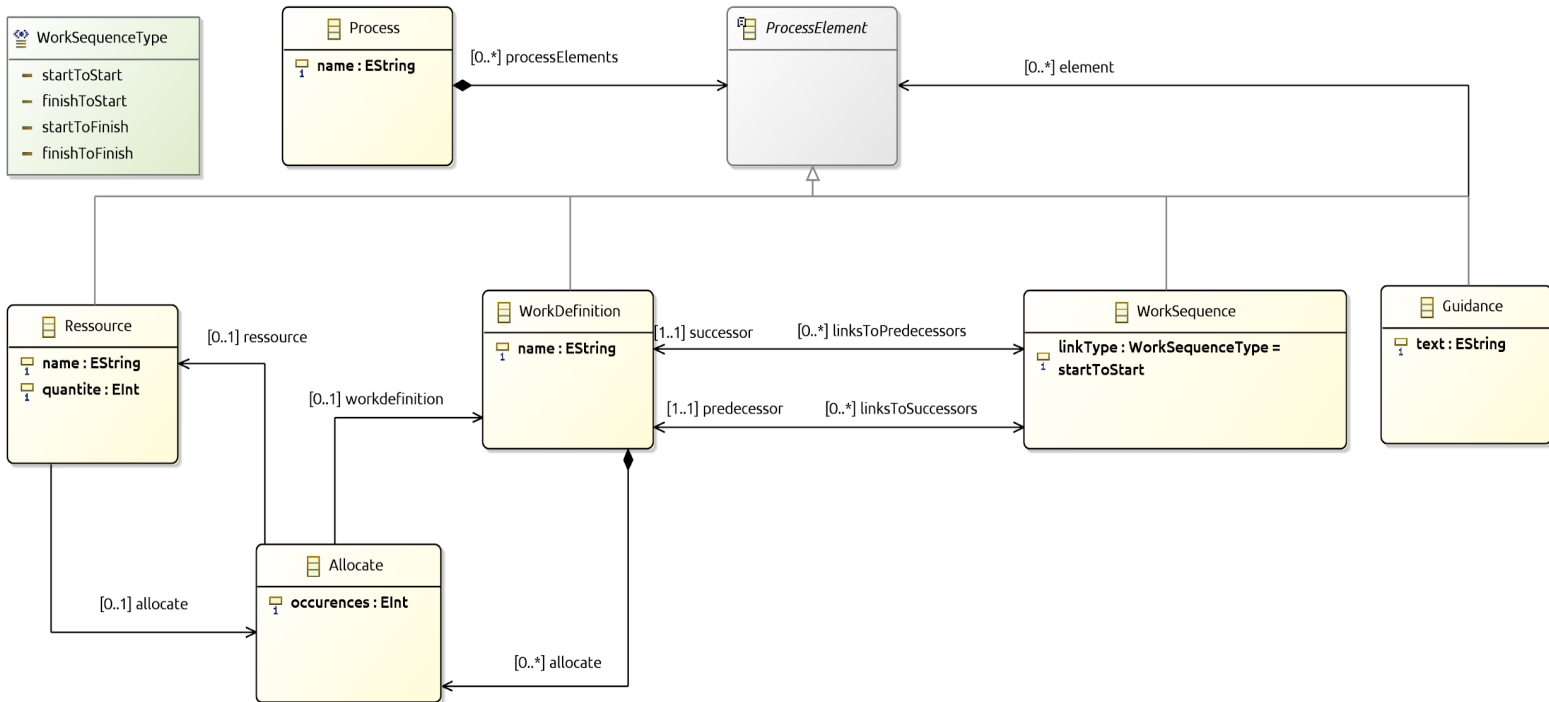 WorkSequenceType
startToStart
finishToStart
startToFinish
finishToFinish
Process
name : EString
[0..*] processElements
ProcessElement
[0..*] element
Ressource
name : EString
quantite : EInt
[0..1] ressource
[0..1] workdefinition
WorkDefinition
name : EString
[1..1] successor
[0..*] linksToPredecessors
[1..1] predecessor
[0..*] linksToSuccessors
WorkSequence
linkType : WorkSequenceType =
startToStart
Guidance
text : EString
Allocate
occurences : EInt
[0..1] allocate
[0..*] allocate